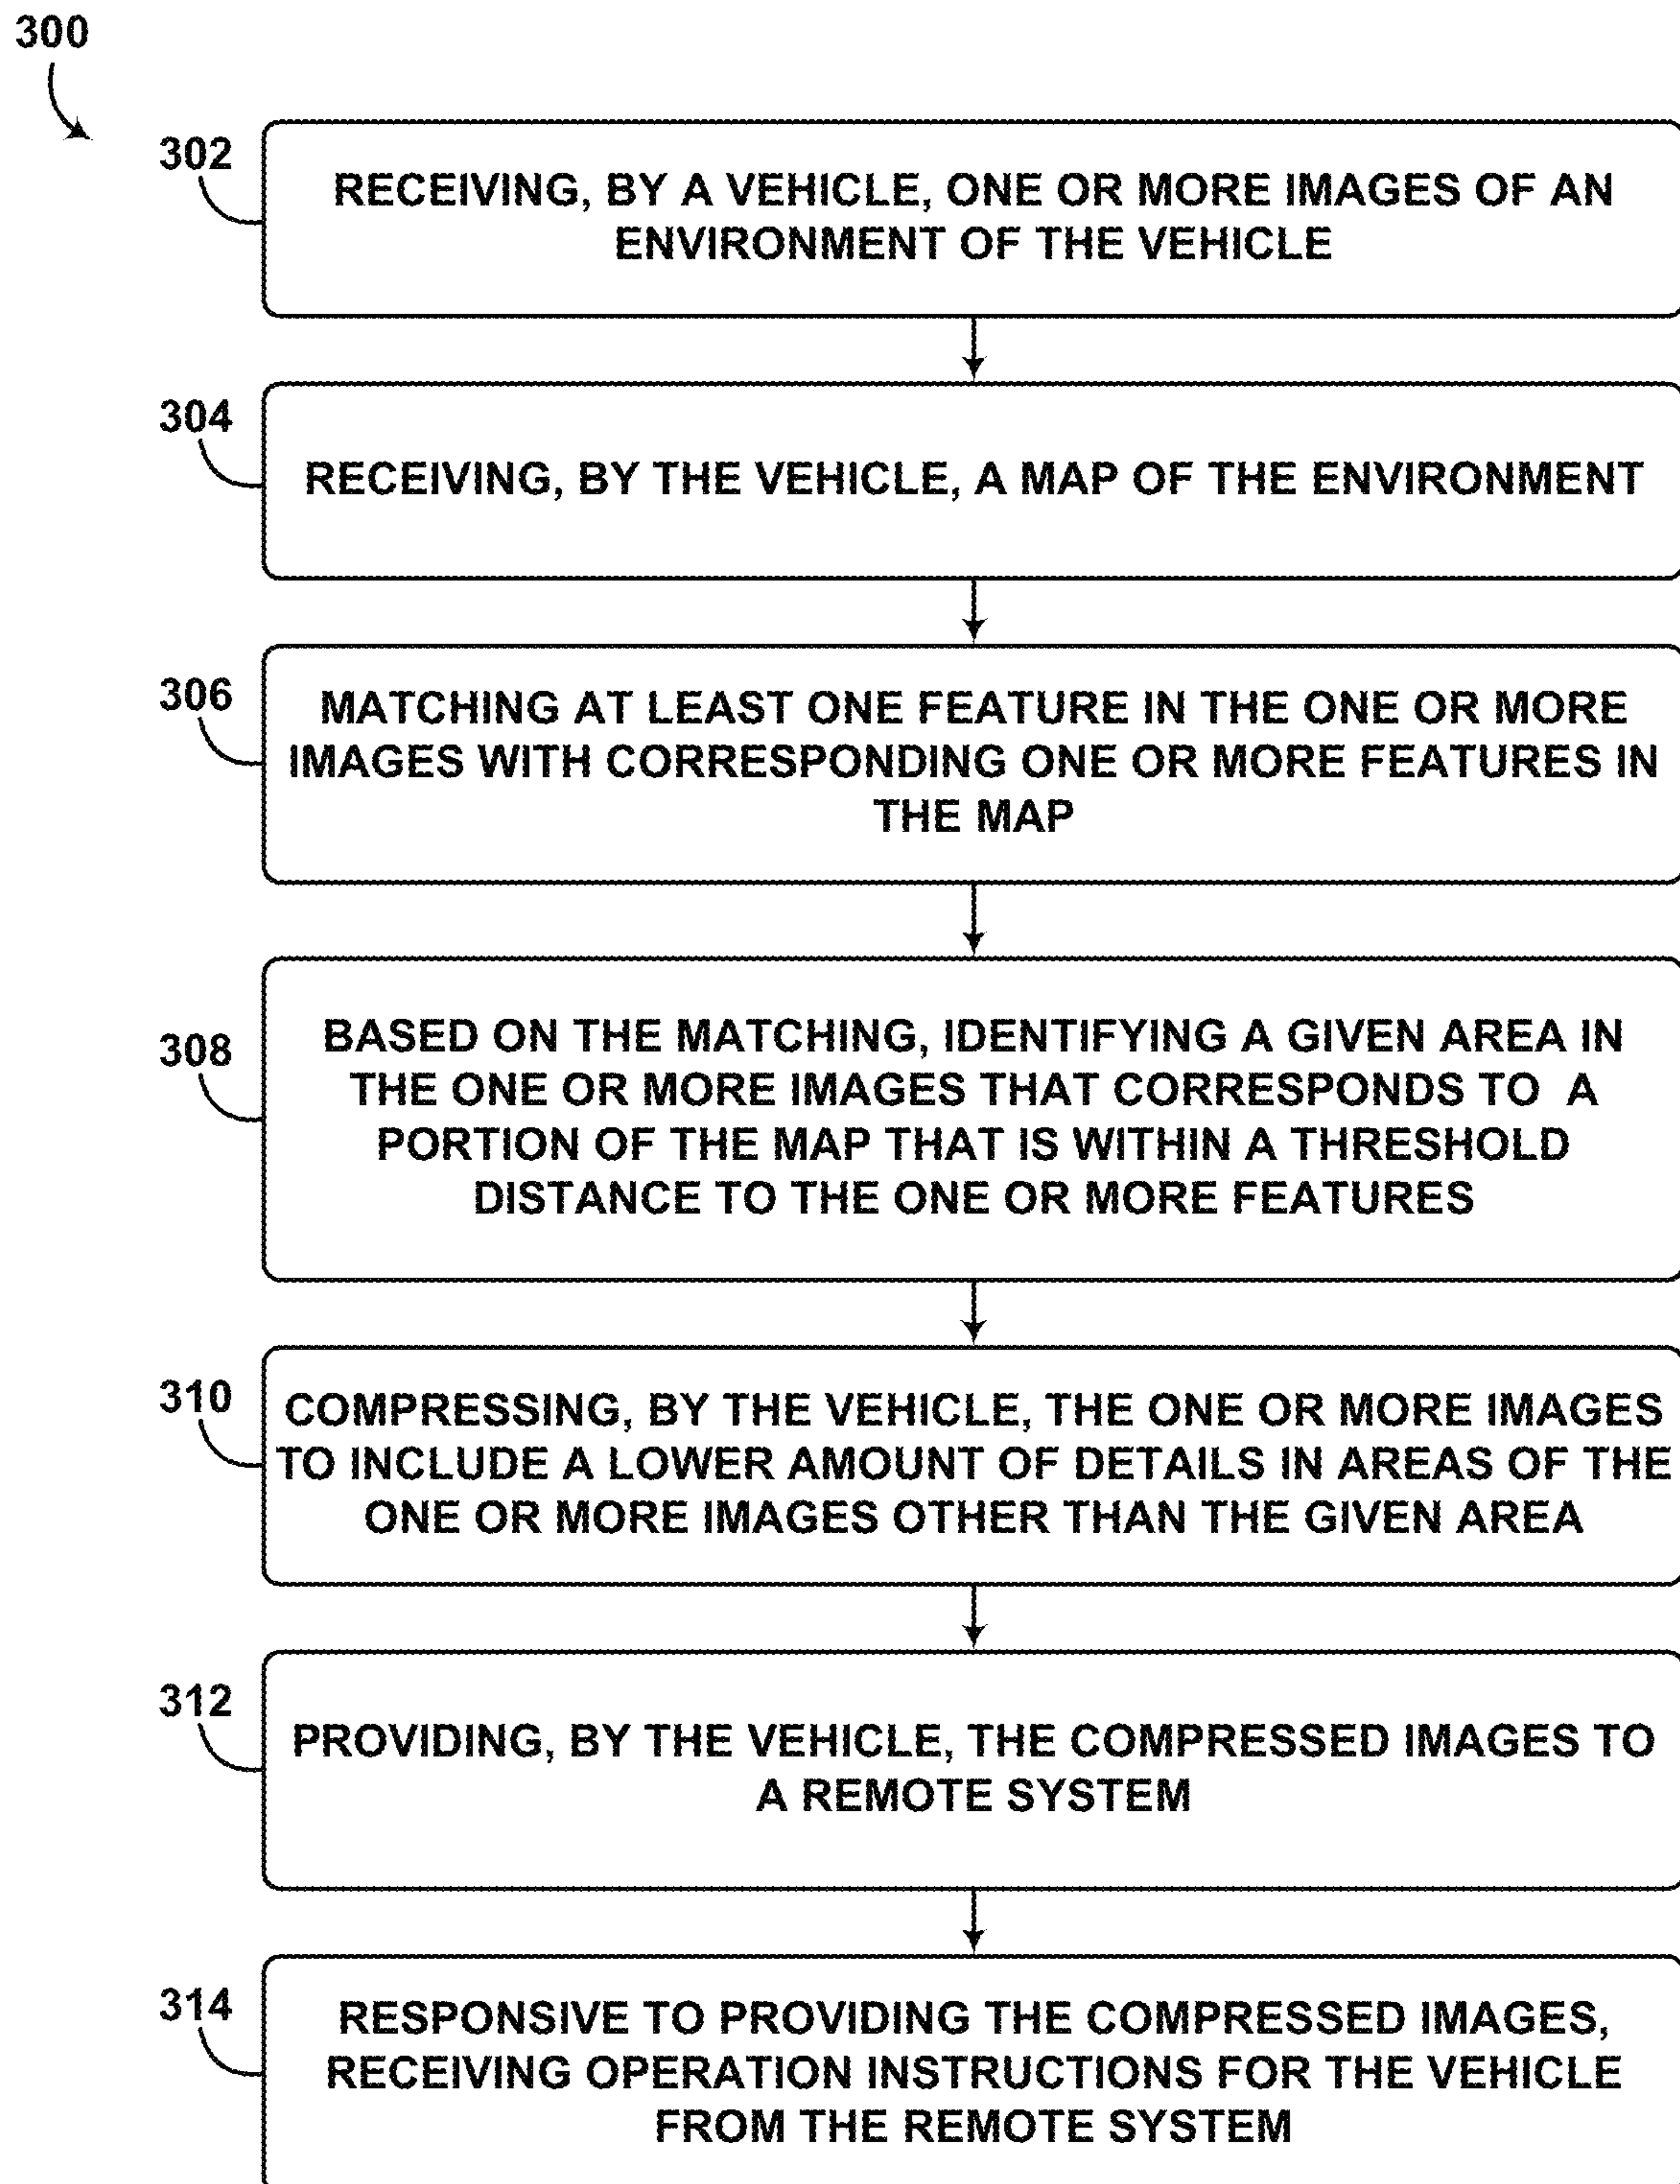 300
302
RECEIVING, BY A VEHICLE, ONE OR MORE IMAGES OF AN
ENVIRONMENT OF THE VEHICLE
304
RECEIVING, BY THE VEHICLE, A MAP OF THE ENVIRONMENT
306
MATCHING AT LEAST ONE FEATURE IN THE ONE OR MORE
IMAGES WITH CORRESPONDING ONE OR MORE FEATURES IN
THE MAP
308
BASED ON THE MATCHING, IDENTIFYING A GIVEN AREA IN
THE ONE OR MORE IMAGES THAT CORRESPONDS TO A
PORTION OF THE MAP THAT IS WITHIN A THRESHOLD
DISTANCE TO THE ONE OR MORE FEATURES
310
COMPRESSING, BY THE VEHICLE, THE ONE OR MORE IMAGES
TO INCLUDE A LOWER AMOUNT OF DETAILS IN AREAS OF THE
ONE OR MORE IMAGES OTHER THAN THE GIVEN AREA
312
PROVIDING, BY THE VEHICLE, THE COMPRESSED IMAGES TO
A REMOTE SYSTEM
314
RESPONSIVE TO PROVIDING THE COMPRESSED IMAGES,
RECEIVING OPERATION INSTRUCTIONS FOR THE VEHICLE
FROM THE REMOTE SYSTEM